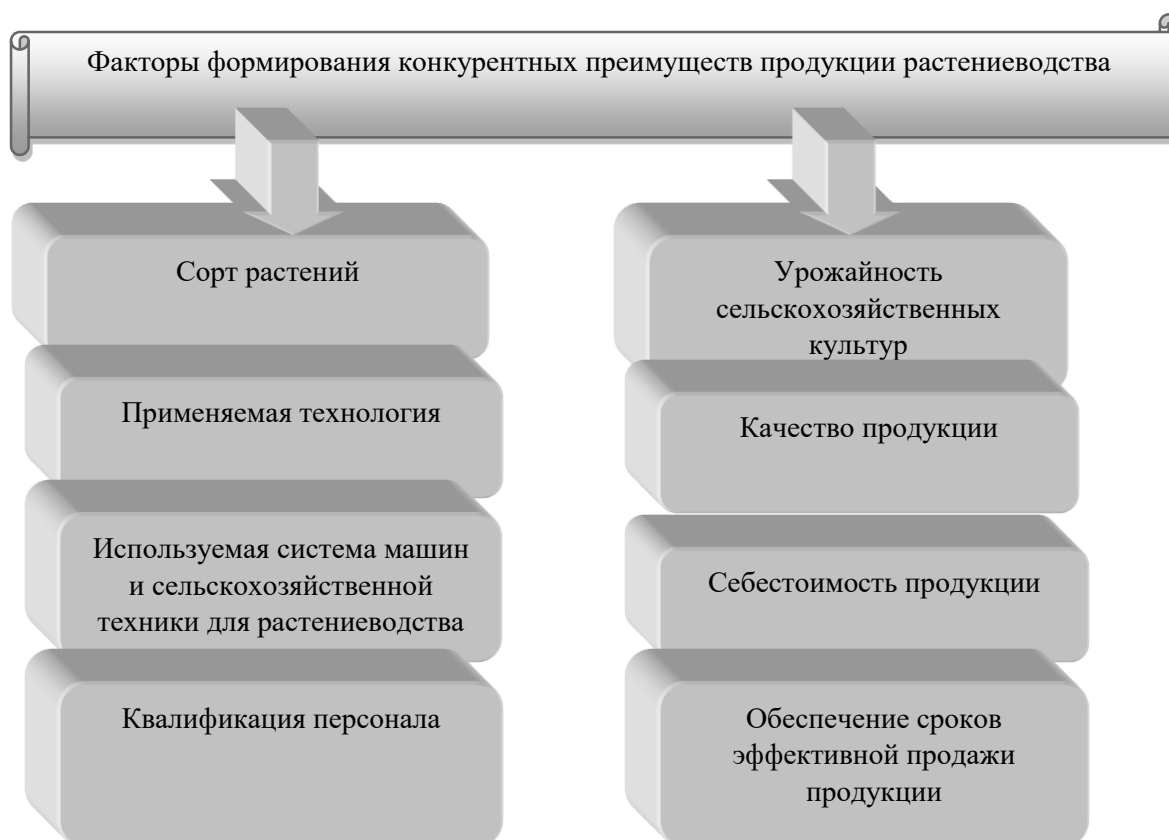 Факторы формирования конкурентных преимуществ продукции растениеводства
Сорт растений
Применяемая технология
Используемая система машин
и сельскохозяйственной
техники для растениеводства
Квалификация персонала
Урожайность
сельскохозяйственных
культур
Качество продукции
Себестоимость продукции
Обеспечение сроков
эффективной продажи
продукции